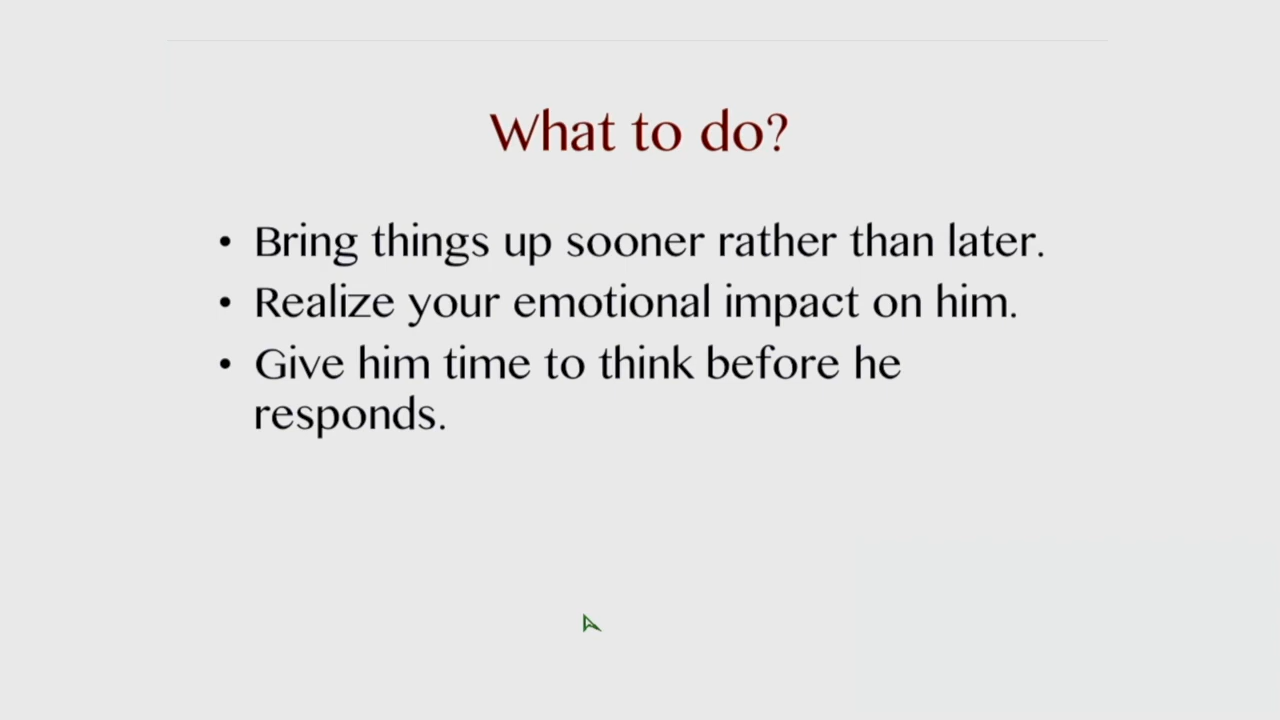 What to do?
• Bring things up sooner rather than later.
• Realize your emotional impact on him.
• Give him time to think before he
responds.